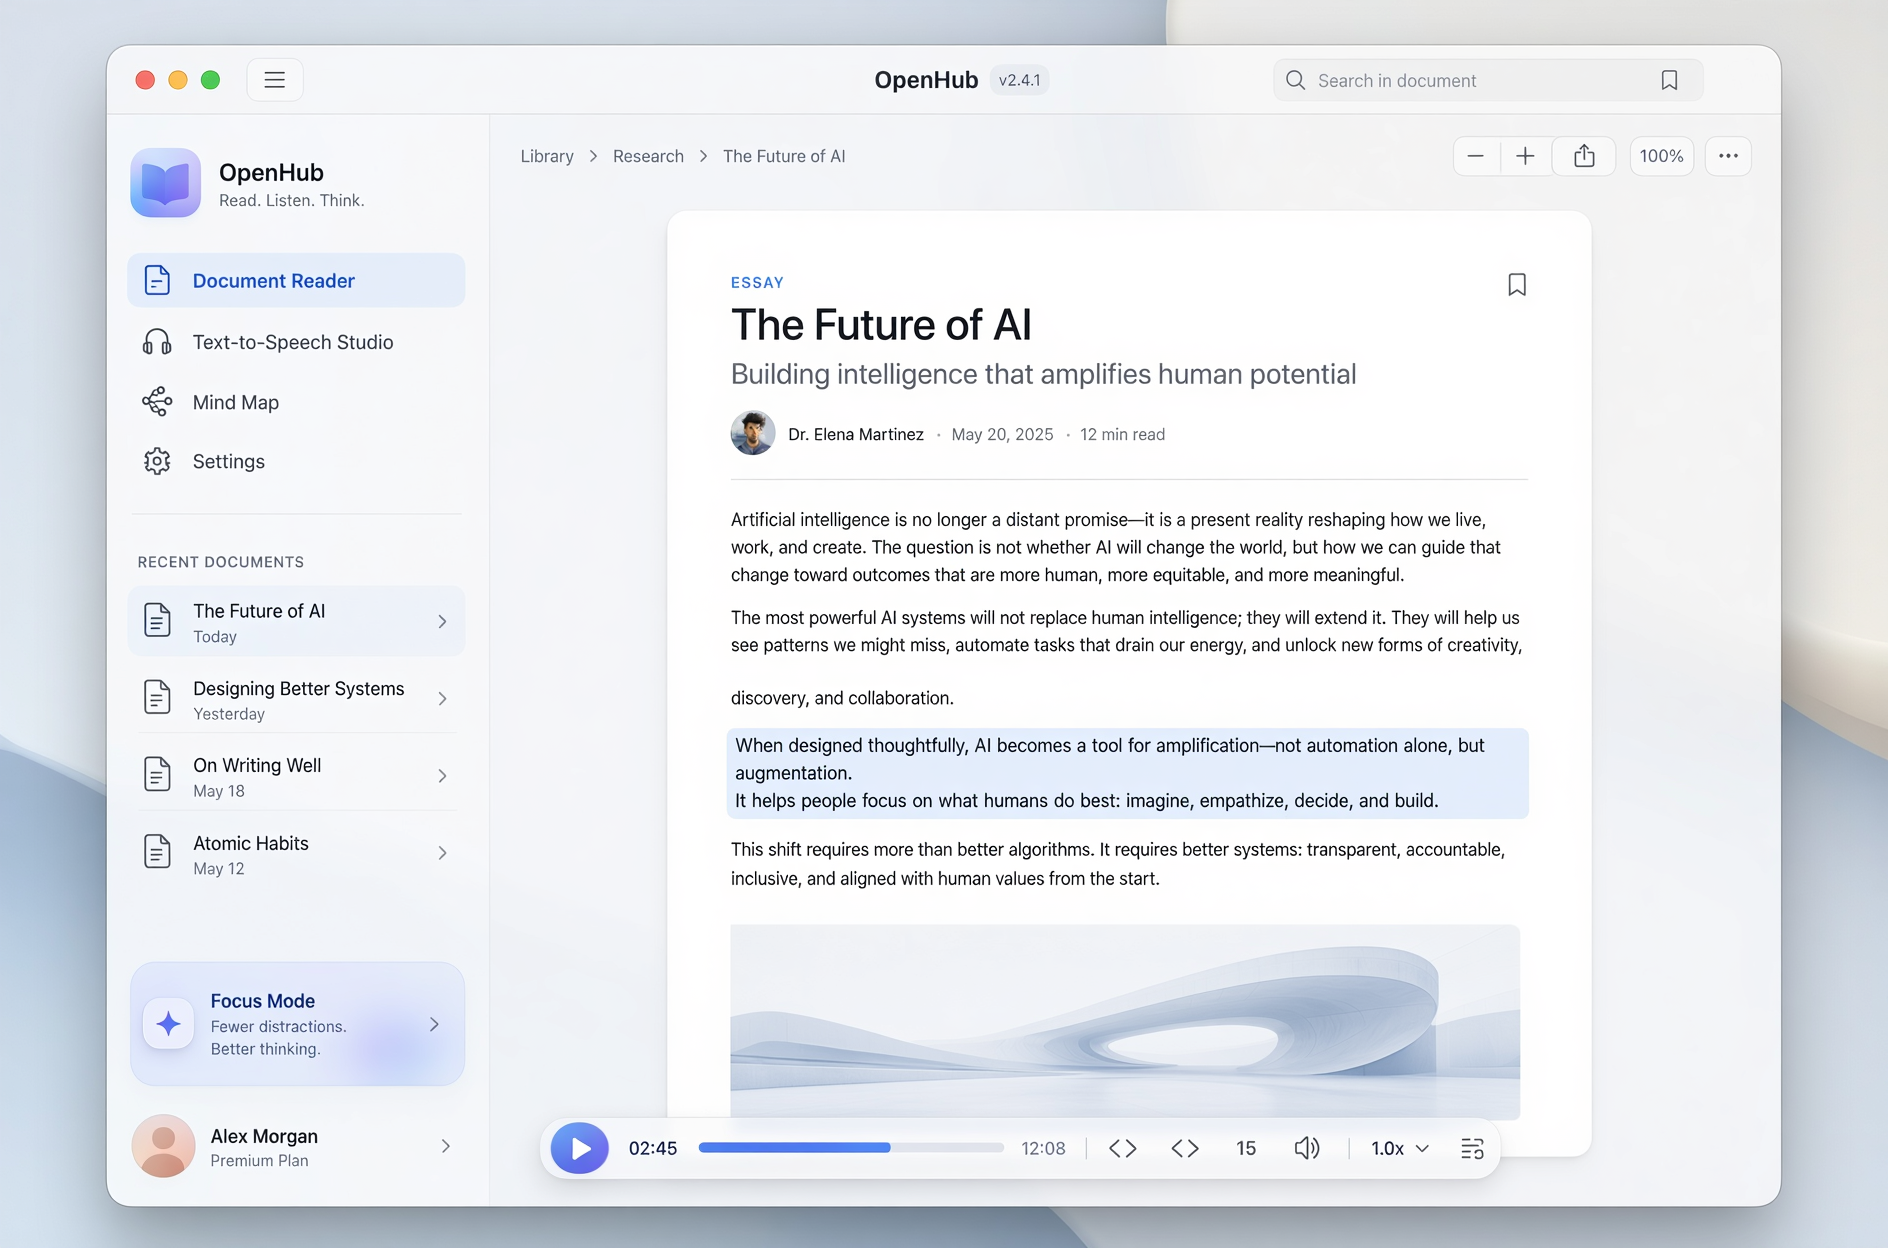 OpenHub v2.4.1
Search in document
OpenHub
Read. Listen. Think.
Document Reader
Text-to-Speech Studio
Mind Map
Settings
RECENT DOCUMENTS
The Future of AI
Today
Designing Better Systems
Yesterday
On Writing Well
May 18
Atomic Habits
May 12
Focus Mode
Fewer distractions.
Better thinking.
Alex Morgan
Premium Plan
Library > Research > The Future of AI
100%
ESSAY
The Future of AI
Building intelligence that amplifies human potential
Dr. Elena Martinez · May 20, 2025 · 12 min read
Artificial intelligence is no longer a distant promise—it is a present reality reshaping how we live,
work, and create. The question is not whether AI will change the world, but how we can guide that
change toward outcomes that are more human, more equitable, and more meaningful.
The most powerful AI systems will not replace human intelligence; they will extend it. They will help us
see patterns we might miss, automate tasks that drain our energy, and unlock new forms of creativity,
discovery, and collaboration.
When designed thoughtfully, AI becomes a tool for amplification—not automation alone, but
augmentation.
It helps people focus on what humans do best: imagine, empathize, decide, and build.
This shift requires more than better algorithms. It requires better systems: transparent, accountable,
inclusive, and aligned with human values from the start.
02:45 12:08 15 1.0x